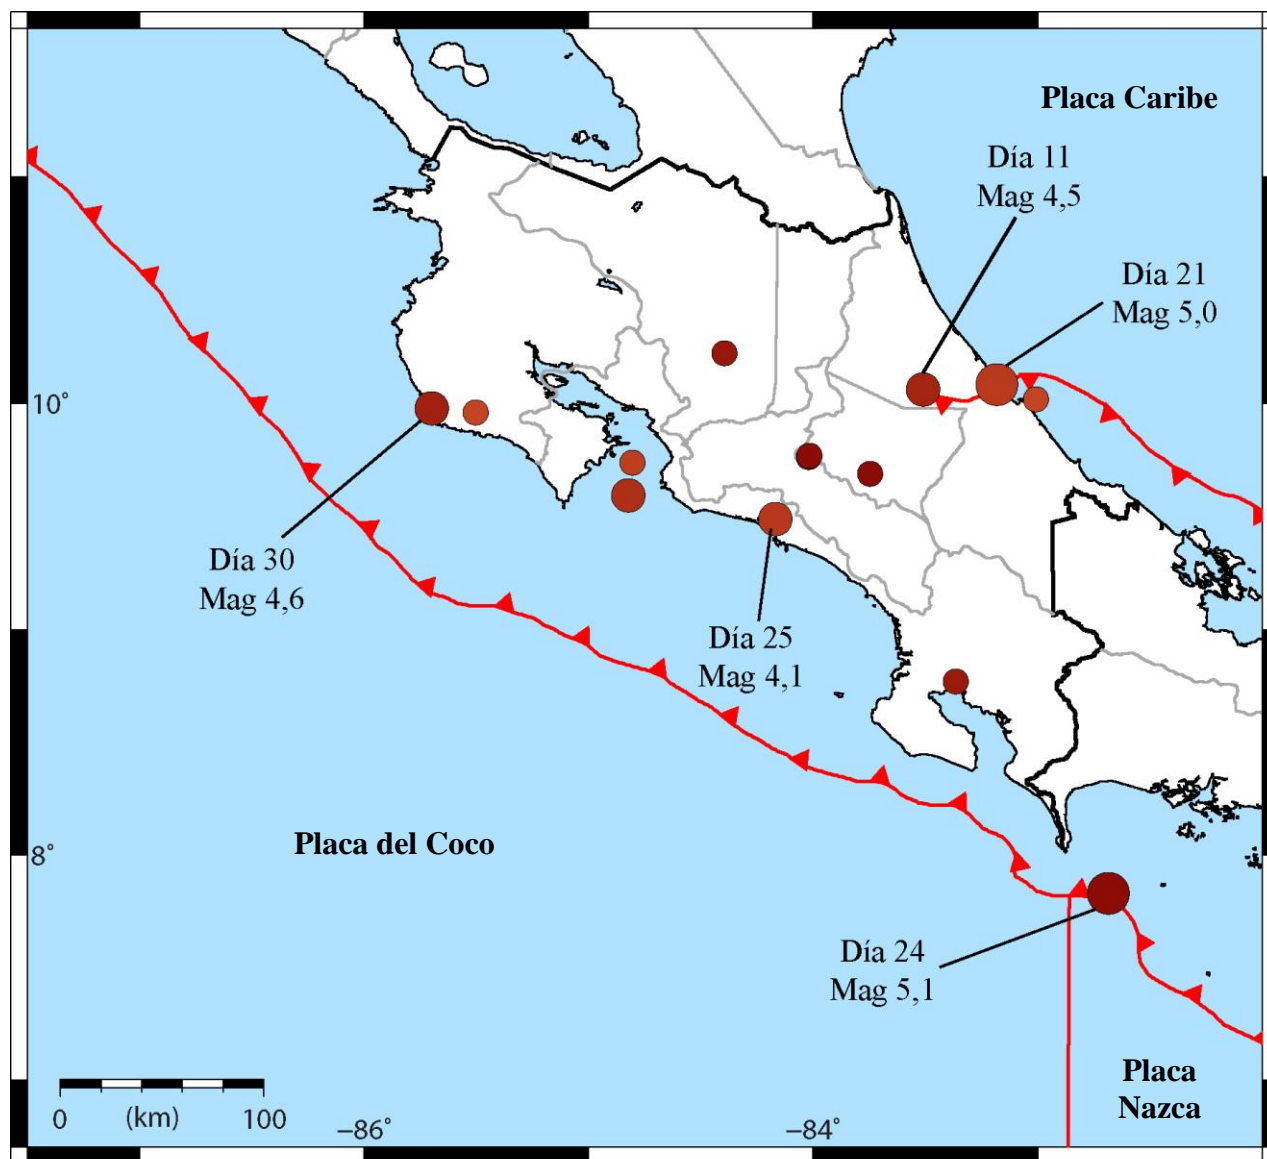 Placa Caribe
Día 11
Mag 4,5
Día 21
Mag 5,0
10°
Día 30
Mag 4,6
Día 25
Mag 4,1
Placa del Coco
8°
Día 24
Mag 5,1
Placa
Nazca
0 (km) 100
−86°
−84°